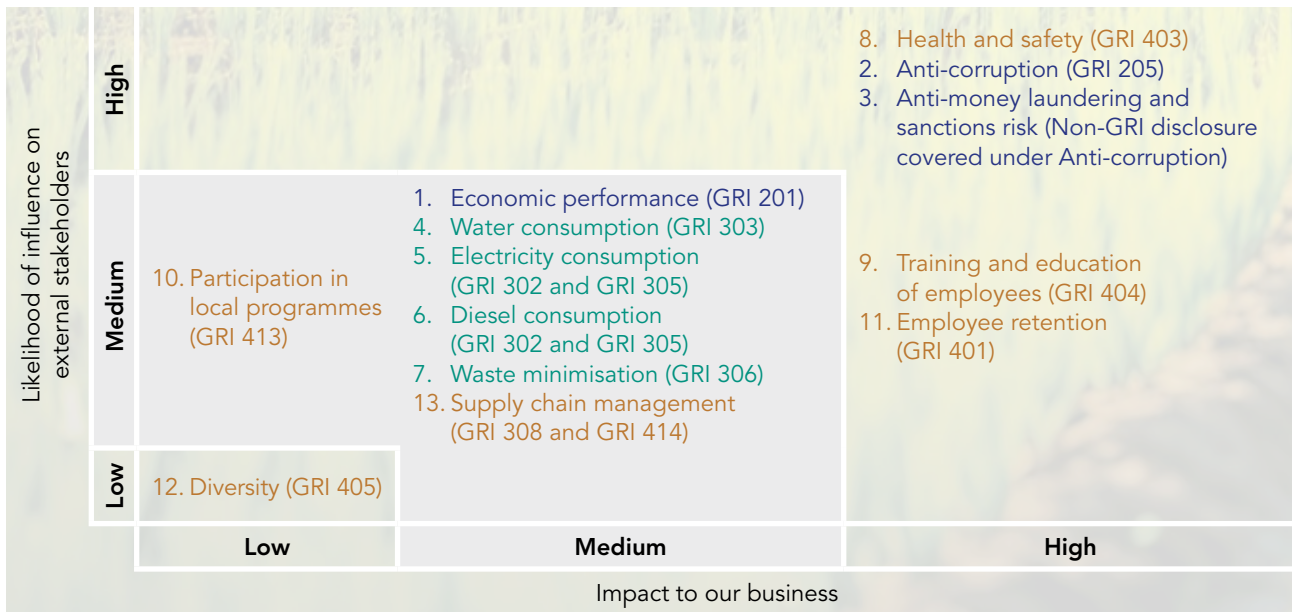 Likelihood of influence on
external stakeholders
High
8. Health and safety (GRI 403)
2. Anti-corruption (GRI 205)
3. Anti-money laundering and
sanctions risk (Non-GRI disclosure
covered under Anti-corruption)
Medium
10. Participation in
local programmes
(GRI 413)
1. Economic performance (GRI 201)
4. Water consumption (GRI 303)
5. Electricity consumption
(GRI 302 and GRI 305)
6. Diesel consumption
(GRI 302 and GRI 305)
7. Waste minimisation (GRI 306)
13. Supply chain management
(GRI 308 and GRI 414)
9. Training and education
of employees (GRI 404)
11. Employee retention
(GRI 401)
Low
12. Diversity (GRI 405)
Low
Medium
High
Impact to our business